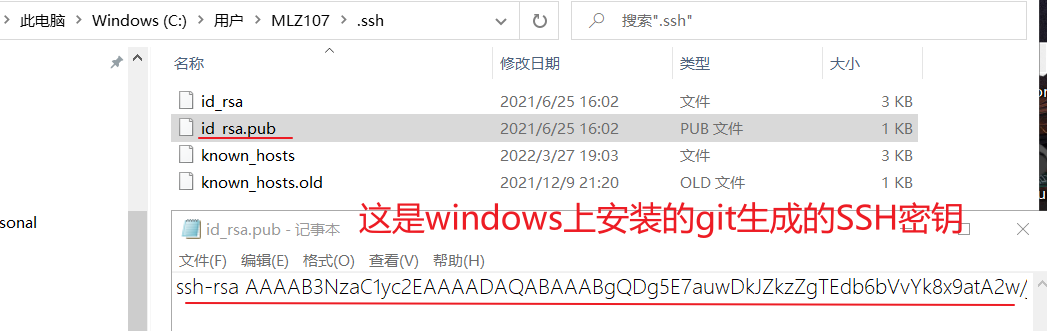 此电脑 > Windows (C:) > 用户 > MLZ107 > .ssh
搜索".ssh"
名称 修改日期 类型 大小
id_rsa 2021/6/25 16:02 文件 3 KB
id_rsa.pub 2021/6/25 16:02 PUB 文件 1 KB
known_hosts 2022/3/27 19:03 文件 3 KB
known_hosts.old 2021/12/9 21:20 OLD 文件 1 KB
sonal
这是windows上安装的git生成的SSH密钥
id_rsa.pub - 记事本
文件(F) 编辑(E) 格式(O) 查看(V) 帮助(H)
ssh-rsa AAAAB3NzaC1yc2EAAAADAQABAAABgQDg5E7auwDkJZkzZgTEdb6bVvYk8x9atA2w/